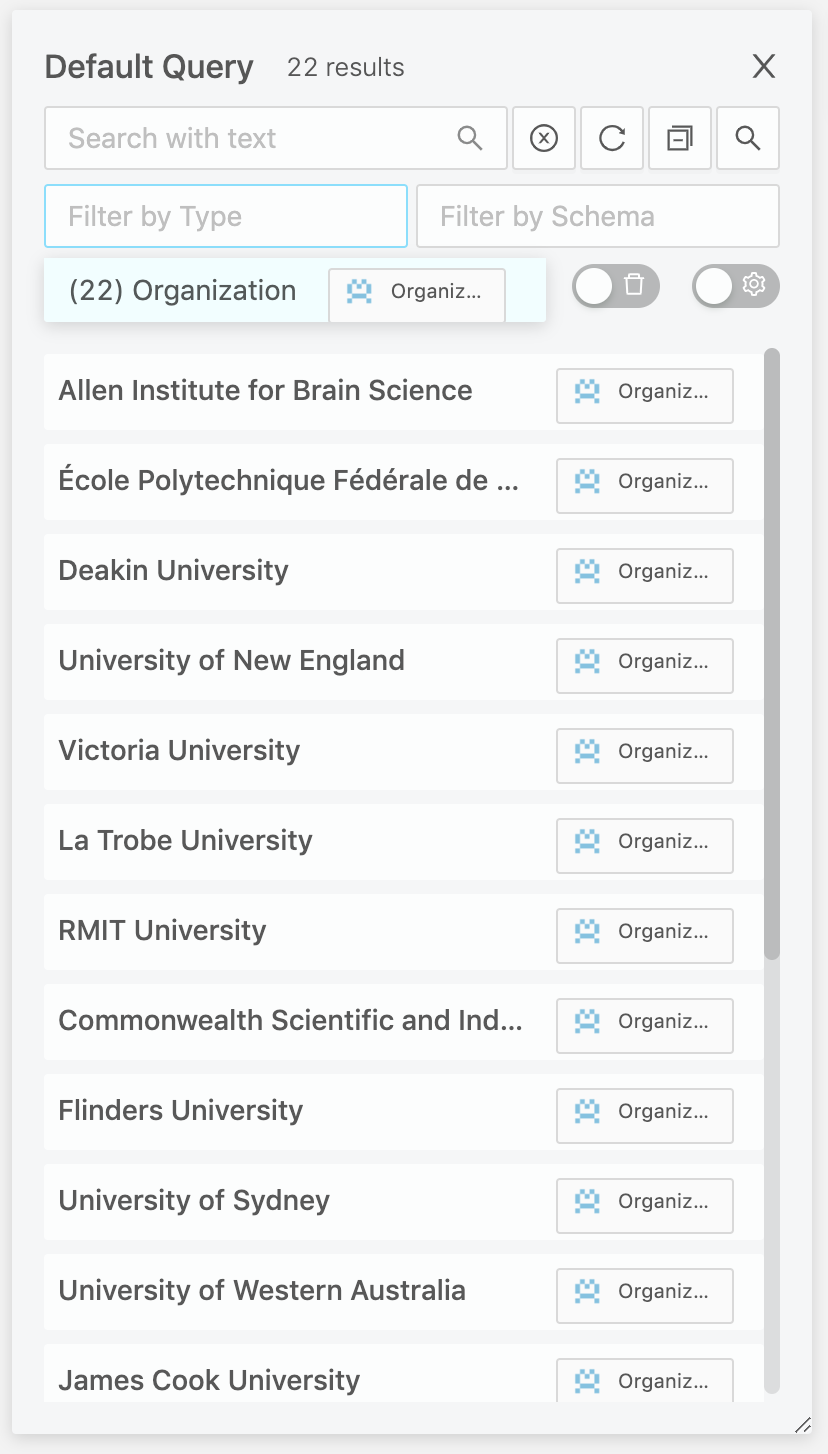 Default Query 22 results X
Search with text
Filter by Type Filter by Schema
(22) Organization Organiz...
Allen Institute for Brain Science Organiz...
École Polytechnique Fédérale de ... Organiz...
Deakin University Organiz...
University of New England Organiz...
Victoria University Organiz...
La Trobe University Organiz...
RMIT University Organiz...
Commonwealth Scientific and Ind... Organiz...
Flinders University Organiz...
University of Sydney Organiz...
University of Western Australia Organiz...
James Cook University Organiz...